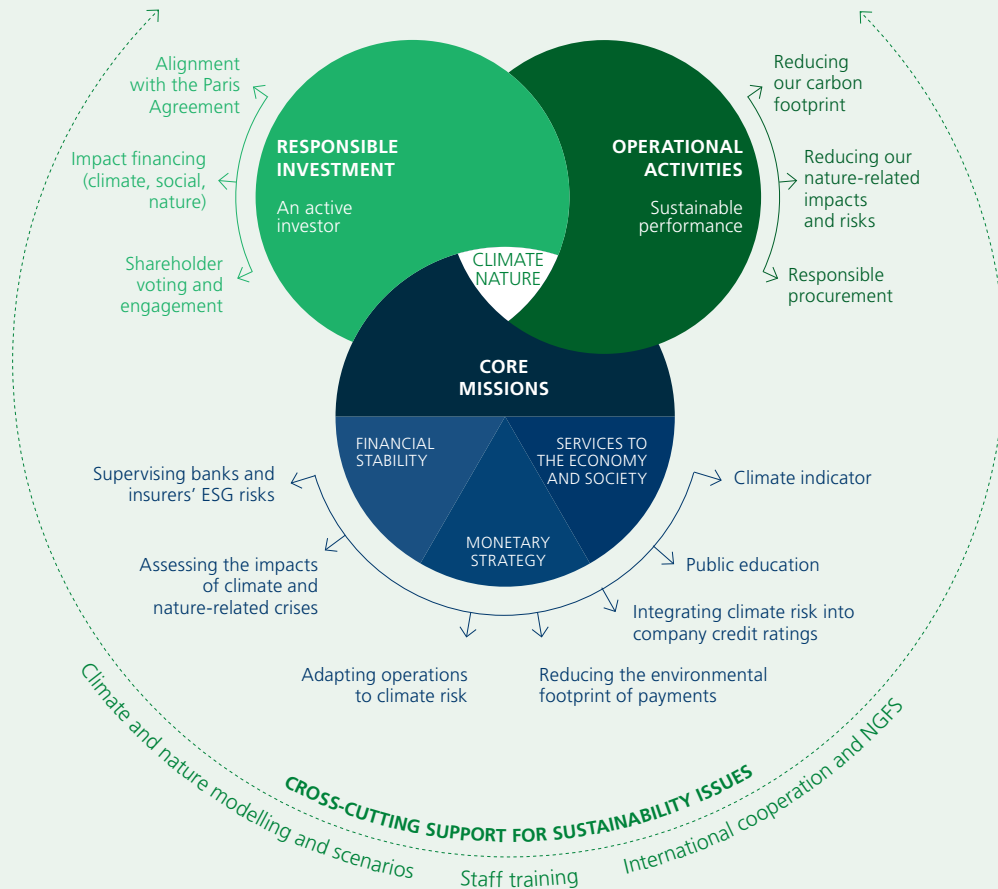 Alignment
with the Paris
Agreement
Impact financing
(climate, social,
nature)
Shareholder
voting and
engagement
RESPONSIBLE
INVESTMENT
An active
investor
OPERATIONAL
ACTIVITIES
Sustainable
performance
Reducing
our carbon
footprint
Reducing our
nature-related
impacts
and risks
Responsible
procurement
CLIMATE
NATURE
CORE
MISSIONS
FINANCIAL
STABILITY
MONETARY
STRATEGY
SERVICES TO
THE ECONOMY
AND SOCIETY
Supervising banks and
insurers’ ESG risks
Assessing the impacts
of climate and
nature-related crises
Adapting operations
to climate risk
Reducing the environmental
footprint of payments
Integrating climate risk into
company credit ratings
Public education
Climate indicator
CROSS-CUTTING SUPPORT FOR SUSTAINABILITY ISSUES
Climate and nature modelling and scenarios
Staff training
International cooperation and NGFS